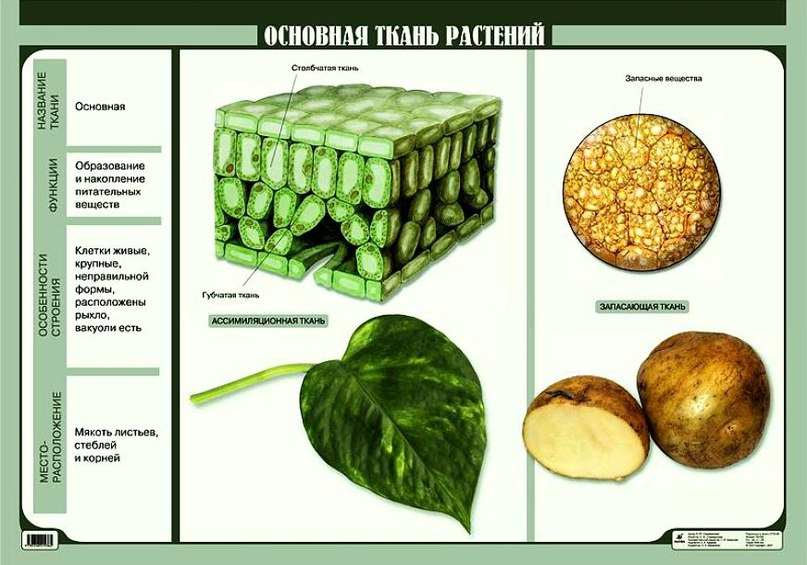 ОСНОВНАЯ ТКАНЬ РАСТЕНИЙ
НАЗВАНИЕ
ТКАНИ
Основная
ФУНКЦИИ
Образование
и накопление
питательных
веществ
ОСОБЕННОСТИ
СТРОЕНИЯ
Клетки живые,
крупные,
неправильной
формы,
расположены
рыхло,
вакуоли есть
МЕСТО-
РАСПОЛОЖЕНИЕ
Мякоть листьев,
стеблей
и корней
Столбчатая ткань
Губчатая ткань
АССИМИЛЯЦИОННАЯ ТКАНЬ
Запасные вещества
ЗАПАСАЮЩАЯ ТКАНЬ